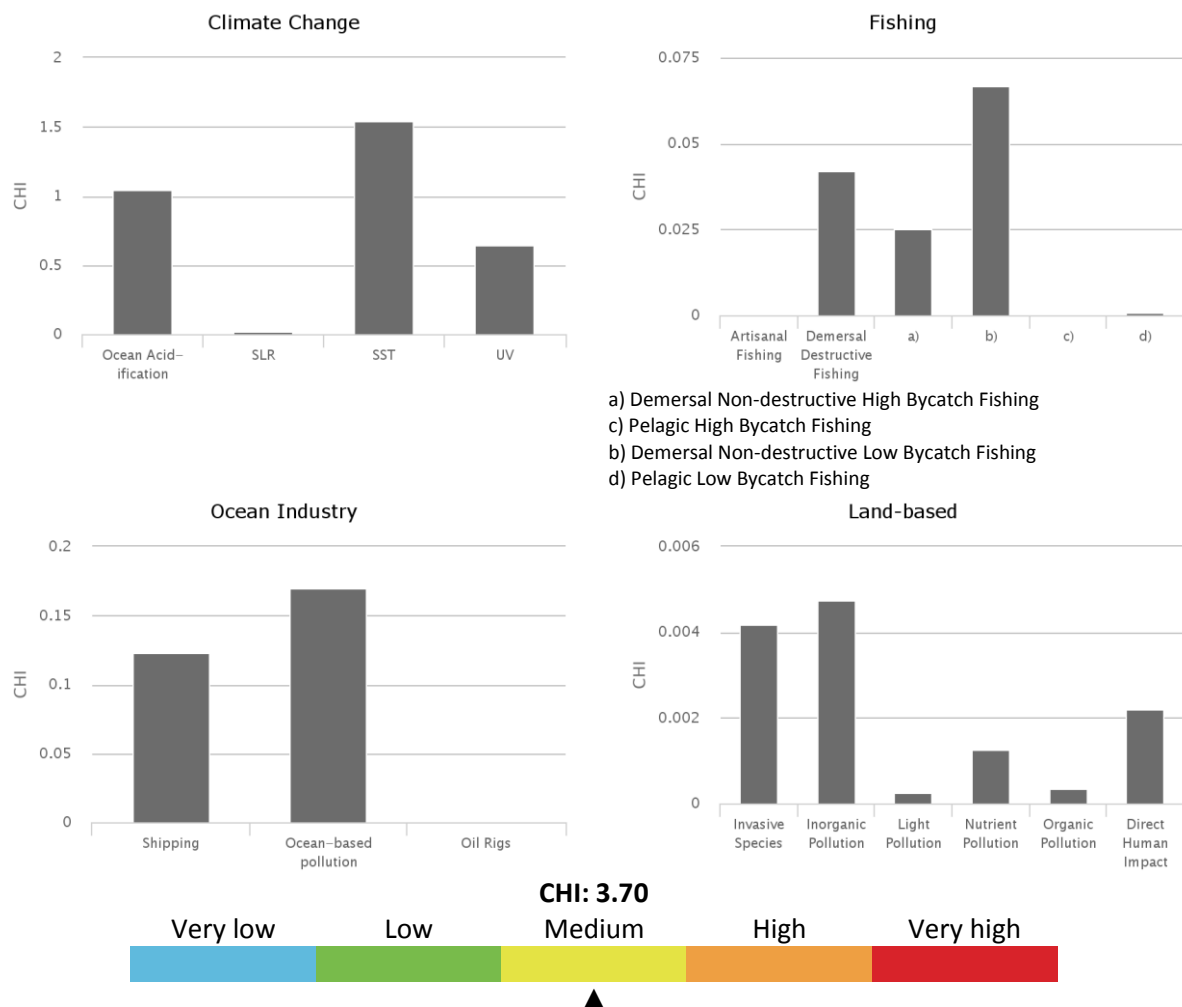 Climate Change
2
1.5
1
0.5
0
CHI
Ocean Acid–
ification
SLR
SST
UV
Fishing
0.075
0.05
0.025
0
CHI
Artisanal
Fishing
Demersal
Destructive
Fishing
a)
b)
c)
d)
a) Demersal Non-destructive High Bycatch Fishing
c) Pelagic High Bycatch Fishing
b) Demersal Non-destructive Low Bycatch Fishing
d) Pelagic Low Bycatch Fishing
Ocean Industry
0.2
0.15
0.1
0.05
0
CHI
Shipping
Ocean–based
pollution
Oil Rigs
Land-based
0.006
0.004
0.002
0
CHI
Invasive
Species
Inorganic
Pollution
Light
Pollution
Nutrient
Pollution
Organic
Pollution
Direct
Human
Impact
CHI: 3.70
Very low
Low
Medium
High
Very high